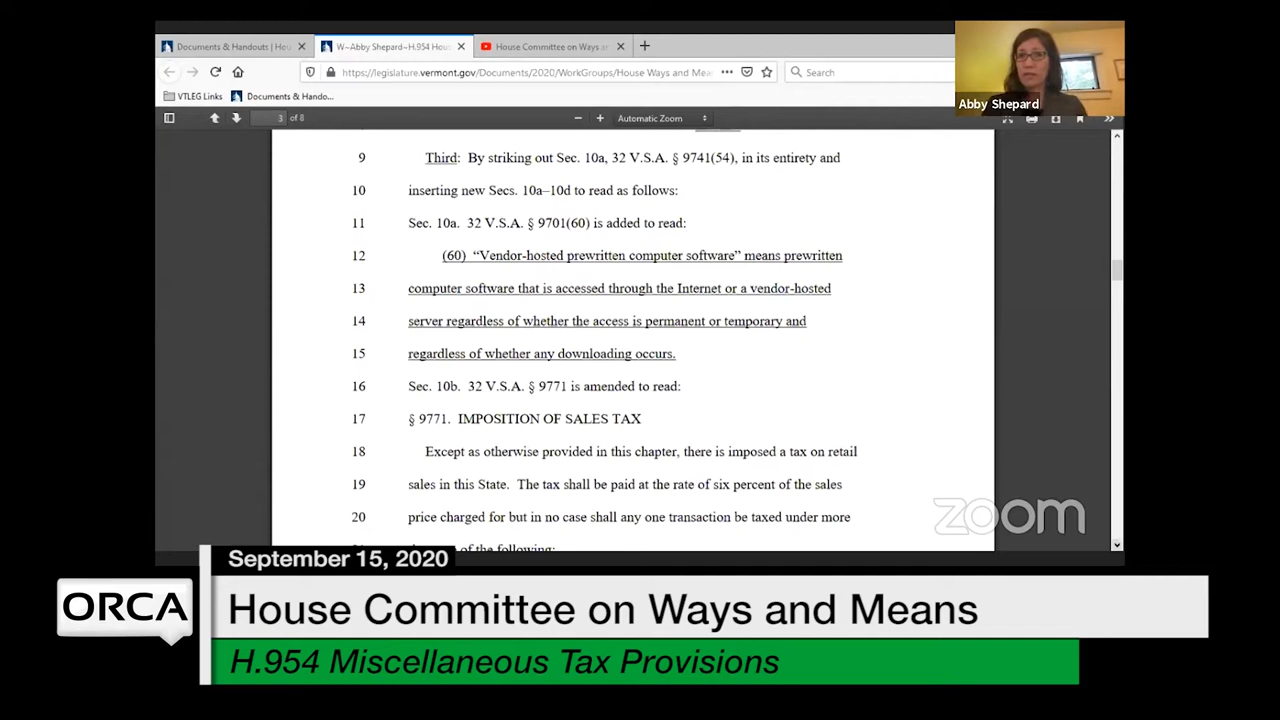 Documents & Handouts | Hou
W~Abby Shepard~H.954 Hous
House Committee on Ways an
https://legislature.vermont.gov/Documents/2020/WorkGroups/House Ways and Mea
Search
VTLEG Links
Documents & Hando...
3 of 8
Automatic Zoom
Abby Shepard
9 Third: By striking out Sec. 10a, 32 V.S.A. § 9741(54), in its entirety and
10 inserting new Secs. 10a–10d to read as follows:
11 Sec. 10a. 32 V.S.A. § 9701(60) is added to read:
12 (60) “Vendor-hosted prewritten computer software” means prewritten
13 computer software that is accessed through the Internet or a vendor-hosted
14 server regardless of whether the access is permanent or temporary and
15 regardless of whether any downloading occurs.
16 Sec. 10b. 32 V.S.A. § 9771 is amended to read:
17 § 9771. IMPOSITION OF SALES TAX
18 Except as otherwise provided in this chapter, there is imposed a tax on retail
19 sales in this State. The tax shall be paid at the rate of six percent of the sales
20 price charged for but in no case shall any one transaction be taxed under more
of the following:
zoom
September 15, 2020
ORCA
House Committee on Ways and Means
H.954 Miscellaneous Tax Provisions